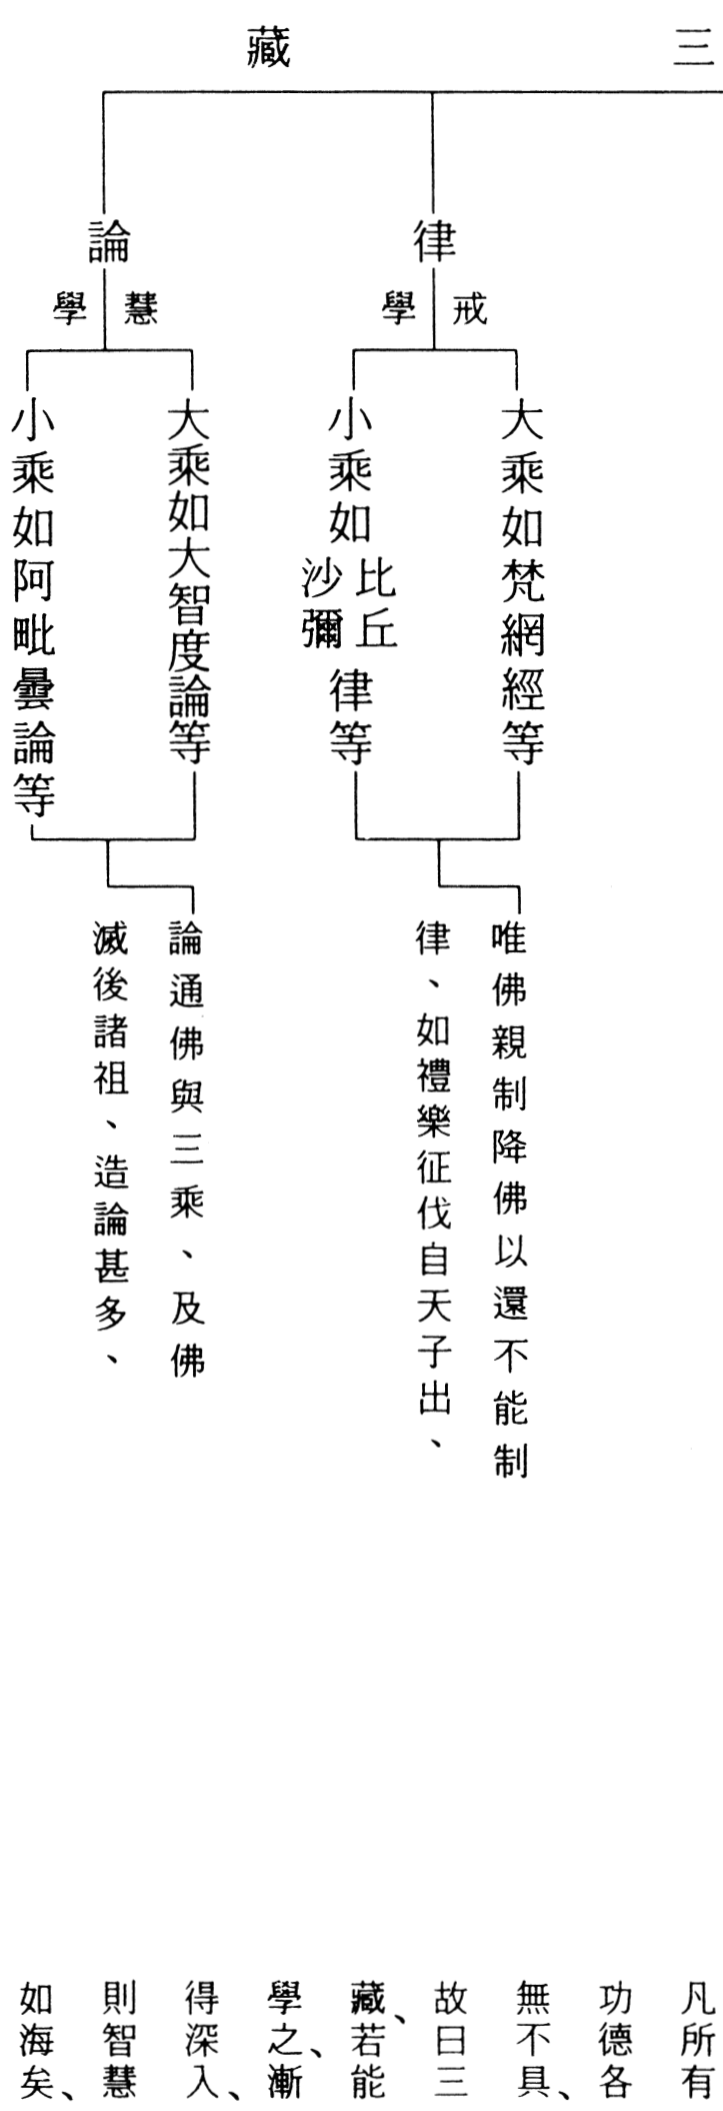 三藏
律
戒學
大乘如梵網經等
小乘如比丘沙彌律等
唯佛親制降佛以還不能制
律、如禮樂征伐自天子出、
論
慧學
大乘如大智度論等
小乘如阿毗曇論等
論通佛與三乘、及佛
滅後諸祖、造論甚多、
凡所有
功德各
無不具、
故曰三
藏、若能
學之、漸
得深入、
則智慧
如海矣、